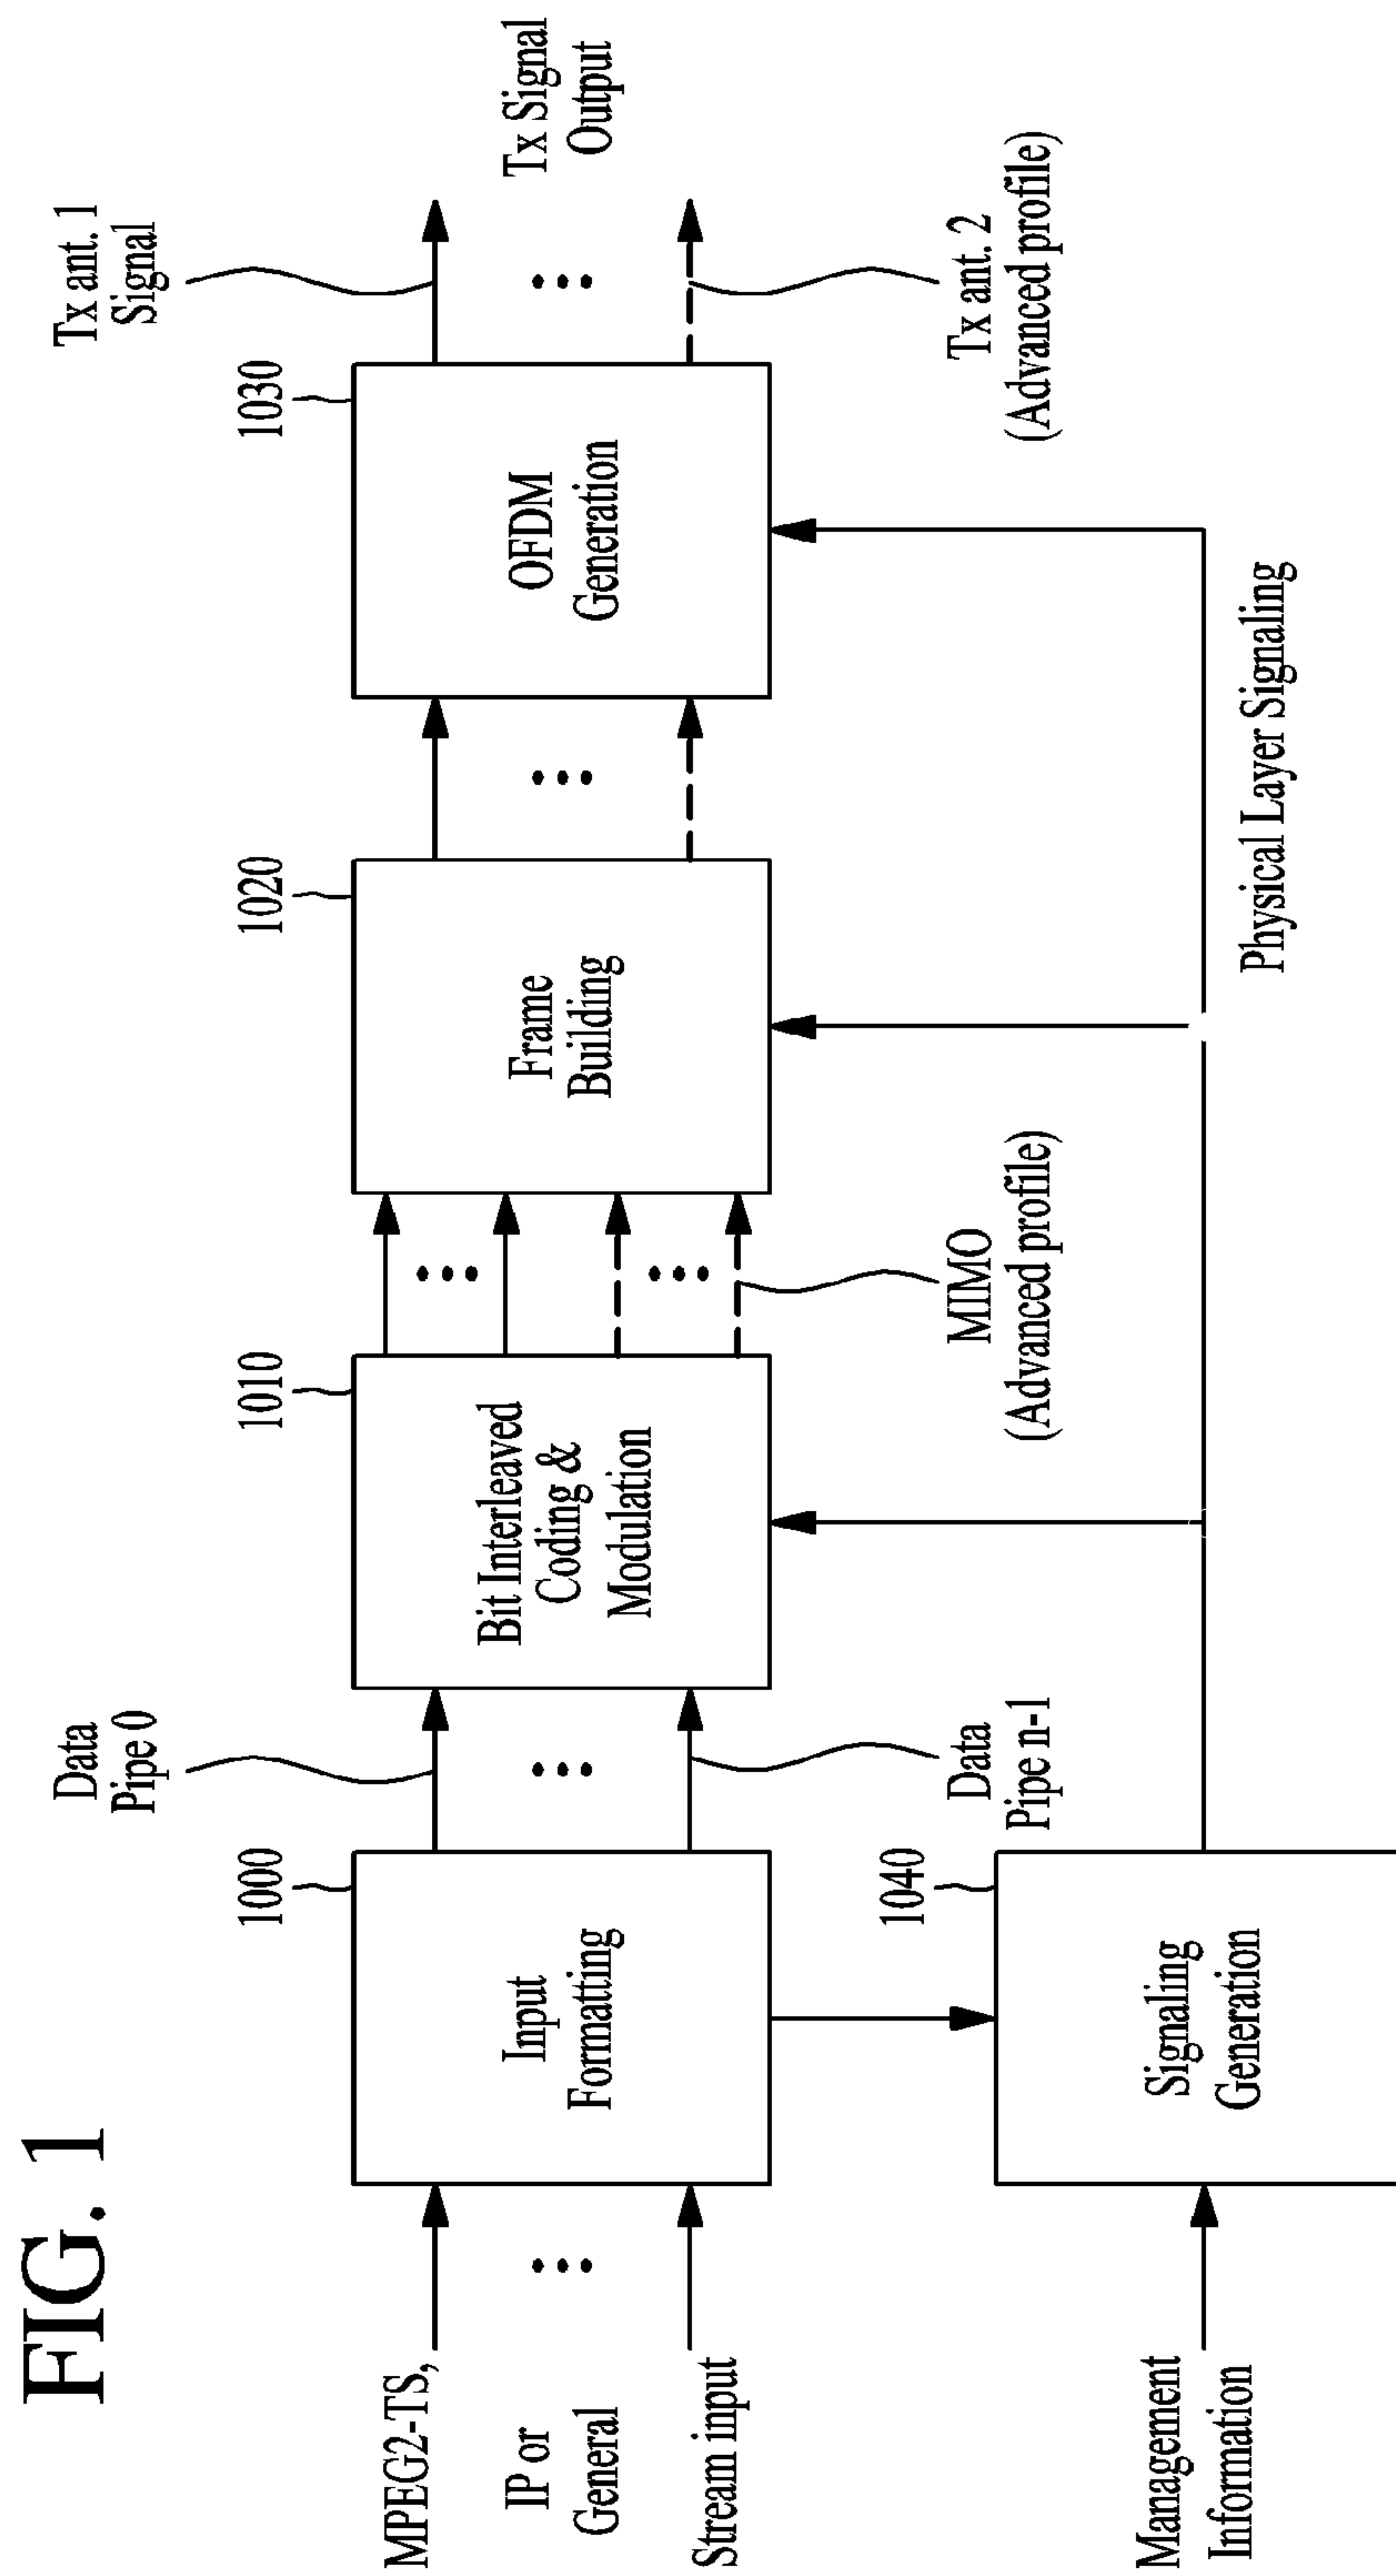 FIG. 1
MPEG2-TS,
IP or
General
Stream input
1000
Input
Formatting
Data
Pipe 0
Data
Pipe n-1
1010
Bit Interleaved
Coding &
Modulation
MIMO
(Advanced profile)
1020
Frame
Building
1030
OFDM
Generation
Tx ant. 1
Signal
Tx Signal
Output
Tx ant. 2
(Advanced profile)
Management
Information
1040
Signaling
Generation
Physical Layer Signaling